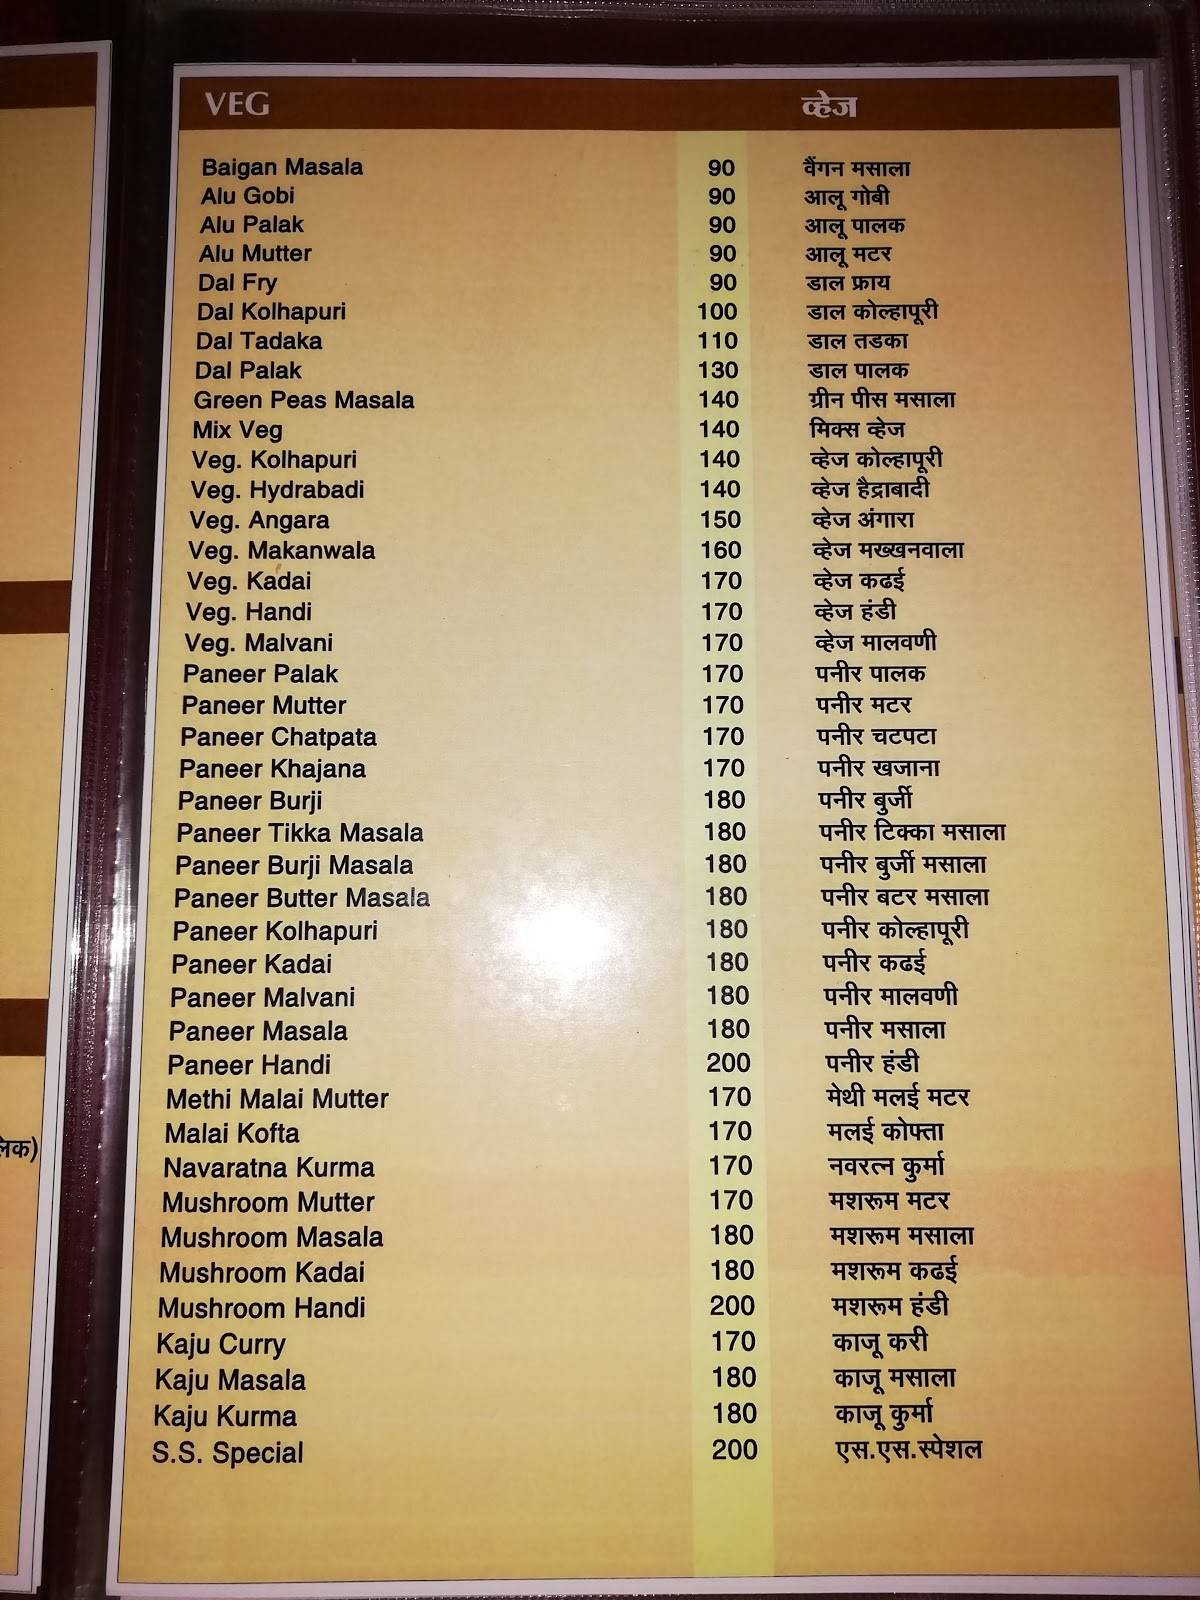 VEG व्हेज
Baigan Masala 90 वैंगन मसाला
Alu Gobi 90 आलू गोबी
Alu Palak 90 आलू पालक
Alu Mutter 90 आलू मटर
Dal Fry 90 डाल फ्राय
Dal Kolhapuri 100 डाल कोल्हापूरी
Dal Tadaka 110 डाल तडका
Dal Palak 130 डाल पालक
Green Peas Masala 140 ग्रीन पीस मसाला
Mix Veg 140 मिक्स व्हेज
Veg. Kolhapuri 140 व्हेज कोल्हापूरी
Veg. Hydrabadi 140 व्हेज हैद्राबादी
Veg. Angara 150 व्हेज अंगारा
Veg. Makanwala 160 व्हेज मख्खनवाला
Veg. Kadai 170 व्हेज कढई
Veg. Handi 170 व्हेज हंडी
Veg. Malvani 170 व्हेज मालवणी
Paneer Palak 170 पनीर पालक
Paneer Mutter 170 पनीर मटर
Paneer Chatpata 170 पनीर चटपटा
Paneer Khajana 170 पनीर खजाना
Paneer Burji 180 पनीर बुर्जी
Paneer Tikka Masala 180 पनीर टिक्का मसाला
Paneer Burji Masala 180 पनीर बुर्जी मसाला
Paneer Butter Masala 180 पनीर बटर मसाला
Paneer Kolhapuri 180 पनीर कोल्हापूरी
Paneer Kadai 180 पनीर कढई
Paneer Malvani 180 पनीर मालवणी
Paneer Masala 180 पनीर मसाला
Paneer Handi 200 पनीर हंडी
Methi Malai Mutter 170 मेथी मलई मटर
Malai Kofta 170 मलई कोफ्ता
Navaratna Kurma 170 नवरत्न कुर्मा
Mushroom Mutter 170 मशरूम मटर
Mushroom Masala 180 मशरूम मसाला
Mushroom Kadai 180 मशरूम कढई
Mushroom Handi 200 मशरूम हंडी
Kaju Curry 170 काजू करी
Kaju Masala 180 काजू मसाला
Kaju Kurma 180 काजू कुर्मा
S.S. Special 200 एस.एस.स्पेशल